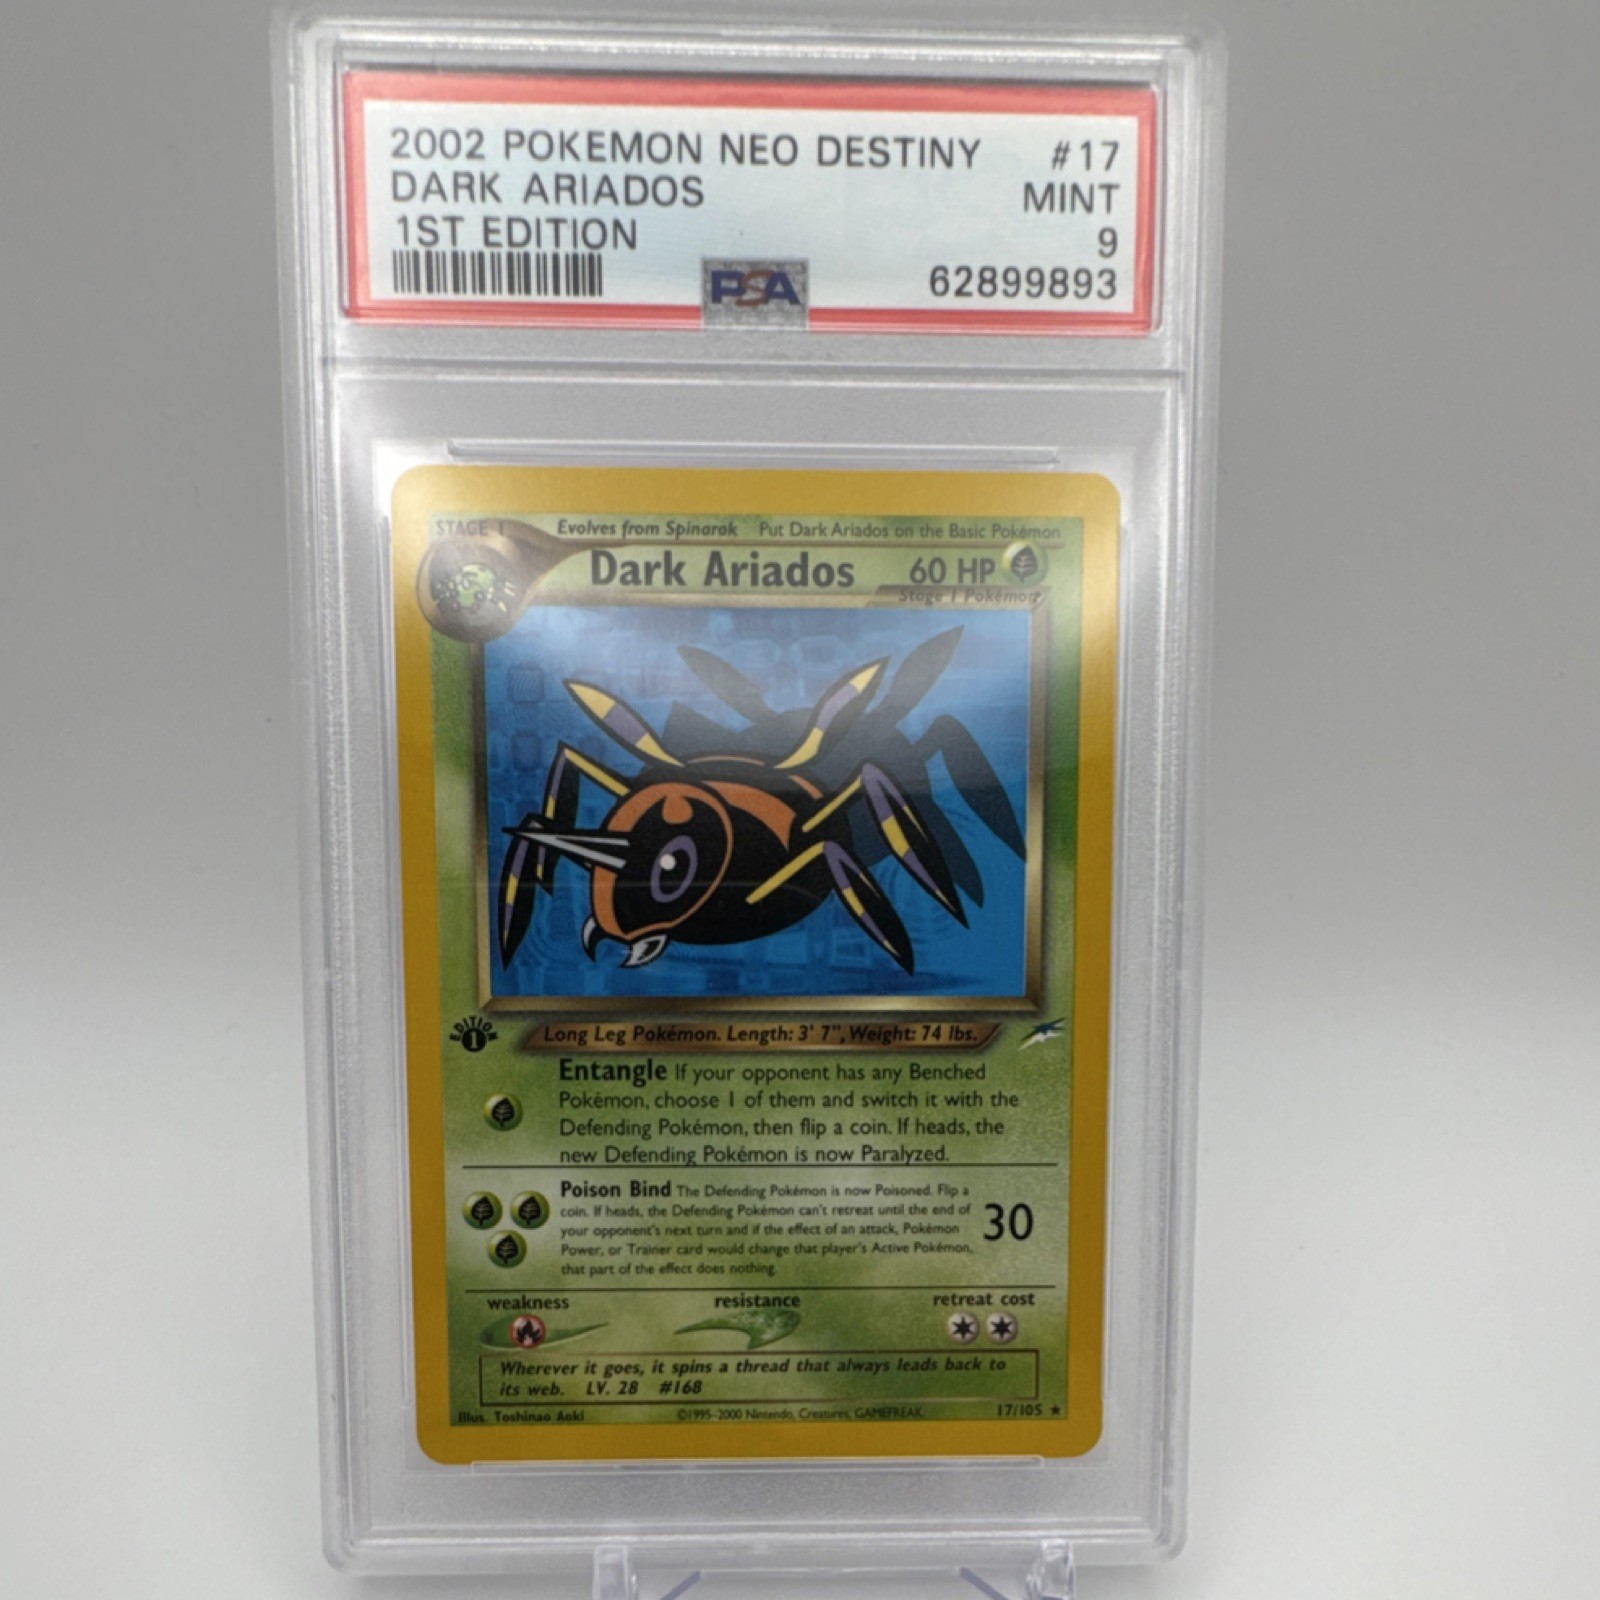 2002 POKEMON NEO DESTINY #17
DARK ARIADOS MINT
1ST EDITION 9
PSA 62899893
STAGE 1 Evolves from Spinarak Put Dark Ariados on the Basic Pokémon
Dark Ariados 60 HP
Stage 1 Pokémon
EDITION 1
Long Leg Pokémon. Length: 3' 7", Weight: 74 lbs.
Entangle If your opponent has any Benched
Pokémon, choose 1 of them and switch it with the
Defending Pokémon, then flip a coin. If heads, the
new Defending Pokémon is now Paralyzed.
Poison Bind The Defending Pokémon is now Poisoned. Flip a
coin. If heads, the Defending Pokémon can't retreat until the end of
your opponent's next turn and if the effect of an attack, Pokémon
Power, or Trainer card would change that player's Active Pokémon,
that part of the effect does nothing.
30
weakness resistance retreat cost
Wherever it goes, it spins a thread that always leads back to
its web. LV. 28 #168
Illus. Toshinao Aoki ©1995-2000 Nintendo, Creatures, GAMEFREAK. 17/105 ★